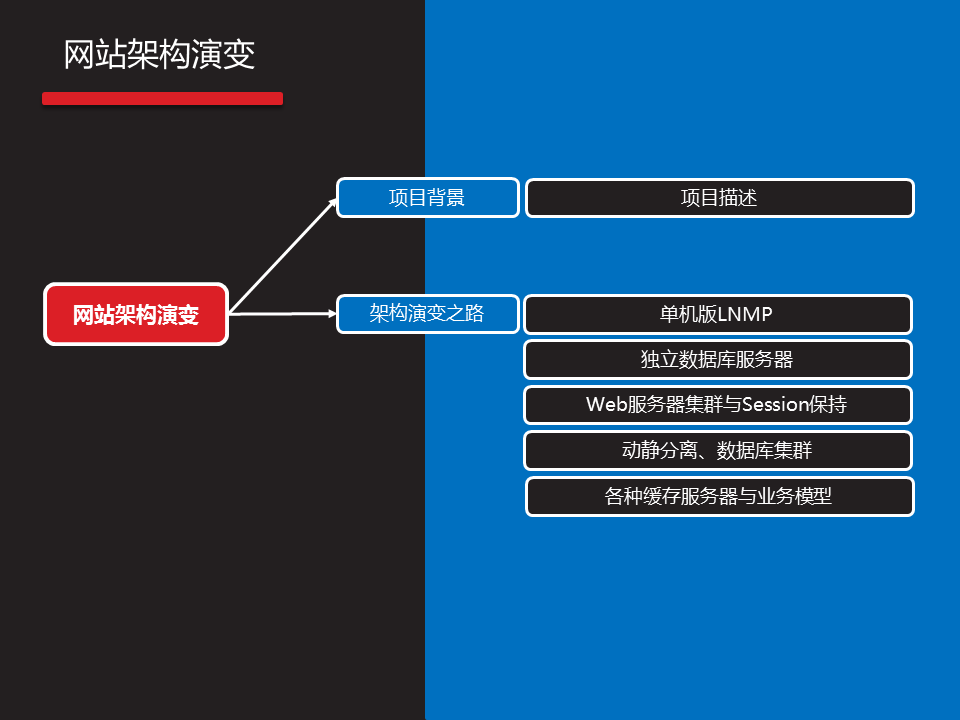 网站架构演变
项目背景
项目描述
网站架构演变
架构演变之路
单机版LNMP
独立数据库服务器
Web服务器集群与Session保持
动静分离、数据库集群
各种缓存服务器与业务模型